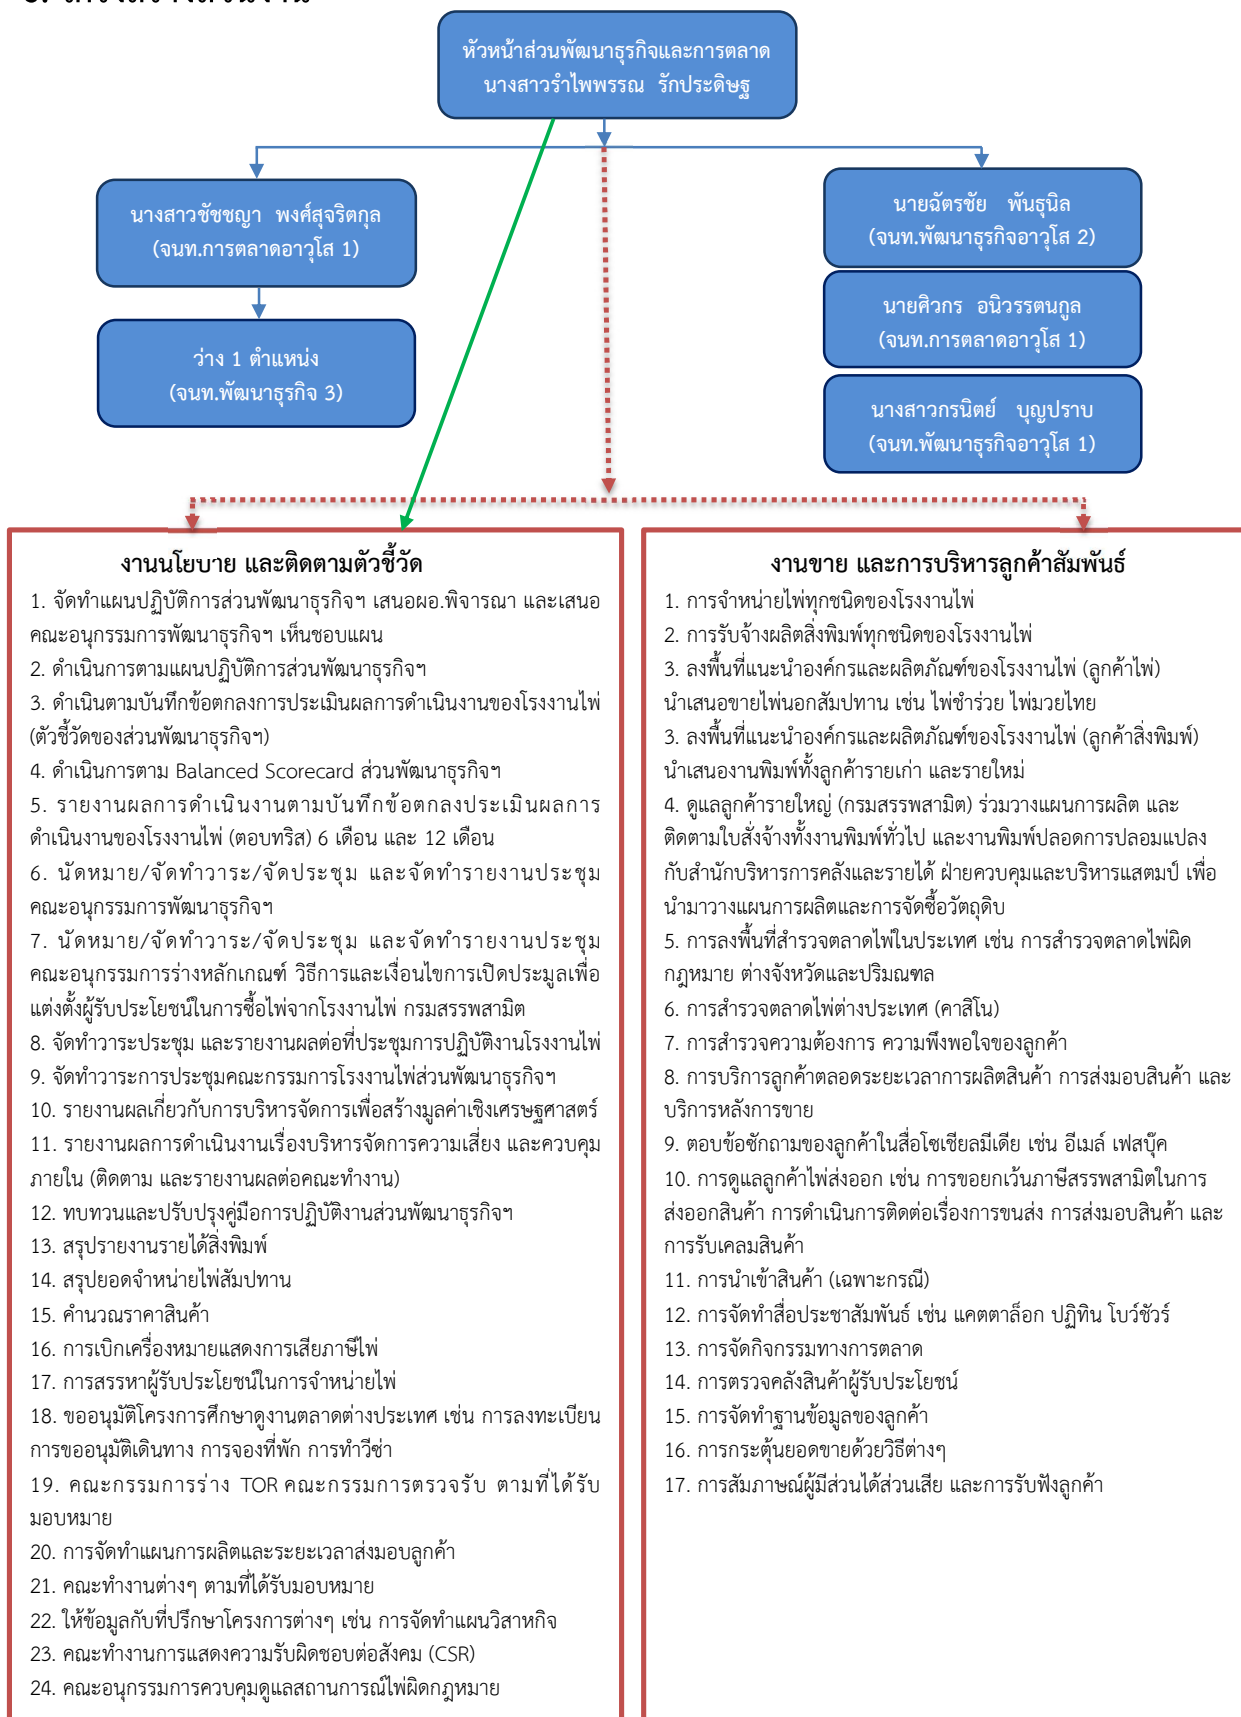 หัวหน้าส่วนพัฒนาธุรกิจและการตลาด
นางสาวรำไพพรรณ รักประดิษฐ
นางสาวชัชชญา พงศ์สุจริตกุล
(จนท.การตลาดอาวุโส 1)
ว่าง 1 ตำแหน่ง
(จนท.พัฒนาธุรกิจ 3)
นายฉัตรชัย พันธุนิล
(จนท.พัฒนาธุรกิจอาวุโส 2)
นายศิวกร อนิวรรตนกูล
(จนท.การตลาดอาวุโส 1)
นางสาวกรนิตย์ บุญปราบ
(จนท.พัฒนาธุรกิจอาวุโส 1)
งานนโยบาย และติดตามตัวชี้วัด
1. จัดทำแผนปฏิบัติการส่วนพัฒนาธุรกิจฯ เสนอผอ.พิจารณา และเสนอ
คณะอนุกรรมการพัฒนาธุรกิจฯ เห็นชอบแผน
2. ดำเนินการตามแผนปฏิบัติการส่วนพัฒนาธุรกิจฯ
3. ดำเนินตามบันทึกข้อตกลงการประเมินผลการดำเนินงานของโรงงานไพ่
(ตัวชี้วัดของส่วนพัฒนาธุรกิจฯ)
4. ดำเนินการตาม Balanced Scorecard ส่วนพัฒนาธุรกิจฯ
5. รายงานผลการดำเนินงานตามบันทึกข้อตกลงประเมินผลการ
ดำเนินงานของโรงงานไพ่ (ตอบทริส) 6 เดือน และ 12 เดือน
6. นัดหมาย/จัดทำวาระ/จัดประชุม และจัดทำรายงานประชุม
คณะอนุกรรมการพัฒนาธุรกิจฯ
7. นัดหมาย/จัดทำวาระ/จัดประชุม และจัดทำรายงานประชุม
คณะอนุกรรมการร่างหลักเกณฑ์ วิธีการและเงื่อนไขการเปิดประมูลเพื่อ
แต่งตั้งผู้รับประโยชน์ในการซื้อไพ่จากโรงงานไพ่ กรมสรรพสามิต
8. จัดทำวาระประชุม และรายงานผลต่อที่ประชุมการปฏิบัติงานโรงงานไพ่
9. จัดทำวาระการประชุมคณะกรรมการโรงงานไพ่ส่วนพัฒนาธุรกิจฯ
10. รายงานผลเกี่ยวกับการบริหารจัดการเพื่อสร้างมูลค่าเชิงเศรษฐศาสตร์
11. รายงานผลการดำเนินงานเรื่องบริหารจัดการความเสี่ยง และควบคุม
ภายใน (ติดตาม และรายงานผลต่อคณะทำงาน)
12. ทบทวนและปรับปรุงคู่มือการปฏิบัติงานส่วนพัฒนาธุรกิจฯ
13. สรุปรายงานรายได้สิ่งพิมพ์
14. สรุปยอดจำหน่ายไพ่สัมปทาน
15. คำนวณราคาสินค้า
16. การเบิกเครื่องหมายแสดงการเสียภาษีไพ่
17. การสรรหาผู้รับประโยชน์ในการจำหน่ายไพ่
18. ขออนุมัติโครงการศึกษาดูงานตลาดต่างประเทศ เช่น การลงทะเบียน
การขออนุมัติเดินทาง การจองที่พัก การทำวีซ่า
19. คณะกรรมการร่าง TOR คณะกรรมการตรวจรับ ตามที่ได้รับ
มอบหมาย
20. การจัดทำแผนการผลิตและระยะเวลาส่งมอบลูกค้า
21. คณะทำงานต่างๆ ตามที่ได้รับมอบหมาย
22. ให้ข้อมูลกับที่ปรึกษาโครงการต่างๆ เช่น การจัดทำแผนวิสาหกิจ
23. คณะทำงานการแสดงความรับผิดชอบต่อสังคม (CSR)
24. คณะอนุกรรมการควบคุมดูแลสถานการณ์ไพ่ผิดกฎหมาย
งานขาย และการบริหารลูกค้าสัมพันธ์
1. การจำหน่ายไพ่ทุกชนิดของโรงงานไพ่
2. การรับจ้างผลิตสิ่งพิมพ์ทุกชนิดของโรงงานไพ่
3. ลงพื้นที่แนะนำองค์กรและผลิตภัณฑ์ของโรงงานไพ่ (ลูกค้าไพ่)
นำเสนอขายไพ่นอกสัมปทาน เช่น ไพ่ชำร่วย ไพ่มวยไทย
3. ลงพื้นที่แนะนำองค์กรและผลิตภัณฑ์ของโรงงานไพ่ (ลูกค้าสิ่งพิมพ์)
นำเสนองานพิมพ์ทั้งลูกค้ารายเก่า และรายใหม่
4. ดูแลลูกค้ารายใหญ่ (กรมสรรพสามิต) ร่วมวางแผนการผลิต และ
ติดตามใบสั่งจ้างทั้งงานพิมพ์ทั่วไป และงานพิมพ์ปลอดการปลอมแปลง
กับสำนักบริหารการคลังและรายได้ ฝ่ายควบคุมและบริหารแสตมป์ เพื่อ
นำมาวางแผนการผลิตและการจัดซื้อวัตถุดิบ
5. การลงพื้นที่สำรวจตลาดไพ่ในประเทศ เช่น การสำรวจตลาดไพ่ผิด
กฎหมาย ต่างจังหวัดและปริมณฑล
6. การสำรวจตลาดไพ่ต่างประเทศ (คาสิโน)
7. การสำรวจความต้องการ ความพึงพอใจของลูกค้า
8. การบริการลูกค้าตลอดระยะเวลาการผลิตสินค้า การส่งมอบสินค้า และ
บริการหลังการขาย
9. ตอบข้อซักถามของลูกค้าในสื่อโซเชียลมีเดีย เช่น อีเมล์ เฟสบุ๊ค
10. การดูแลลูกค้าไพ่ส่งออก เช่น การขอยกเว้นภาษีสรรพสามิตในการ
ส่งออกสินค้า การดำเนินการติดต่อเรื่องการขนส่ง การส่งมอบสินค้า และ
การรับเคลมสินค้า
11. การนำเข้าสินค้า (เฉพาะกรณี)
12. การจัดทำสื่อประชาสัมพันธ์ เช่น แคตตาล็อก ปฏิทิน โบว์ชัวร์
13. การจัดกิจกรรมทางการตลาด
14. การตรวจคลังสินค้าผู้รับประโยชน์
15. การจัดทำฐานข้อมูลของลูกค้า
16. การกระตุ้นยอดขายด้วยวิธีต่างๆ
17. การสัมภาษณ์ผู้มีส่วนได้ส่วนเสีย และการรับฟังลูกค้า